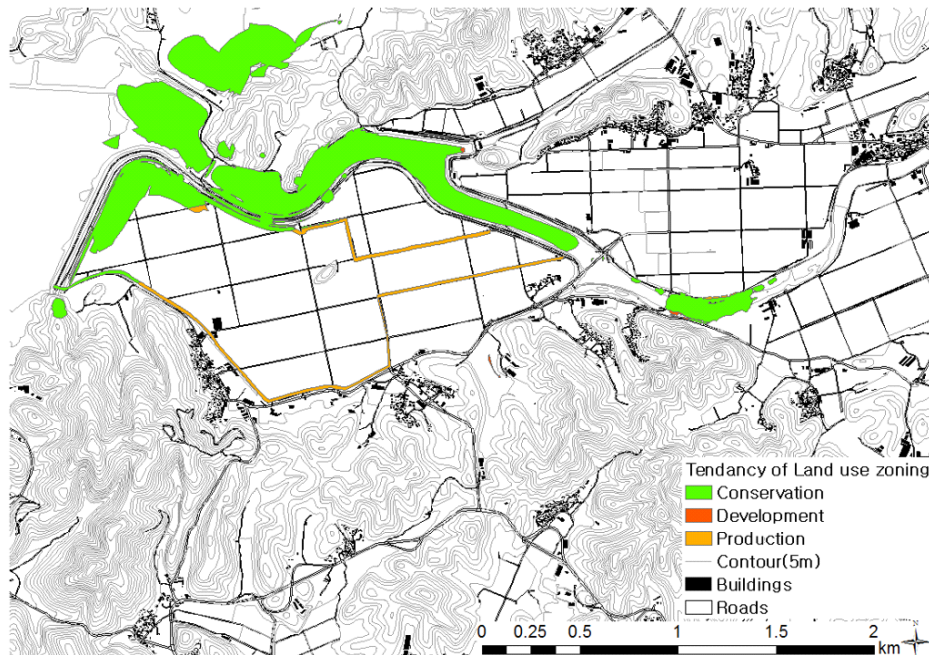 Tendancy of Land use zoning
Conservation
Development
Production
Contour(5m)
Buildings
Roads
0 0.25 0.5 1 1.5 2
km